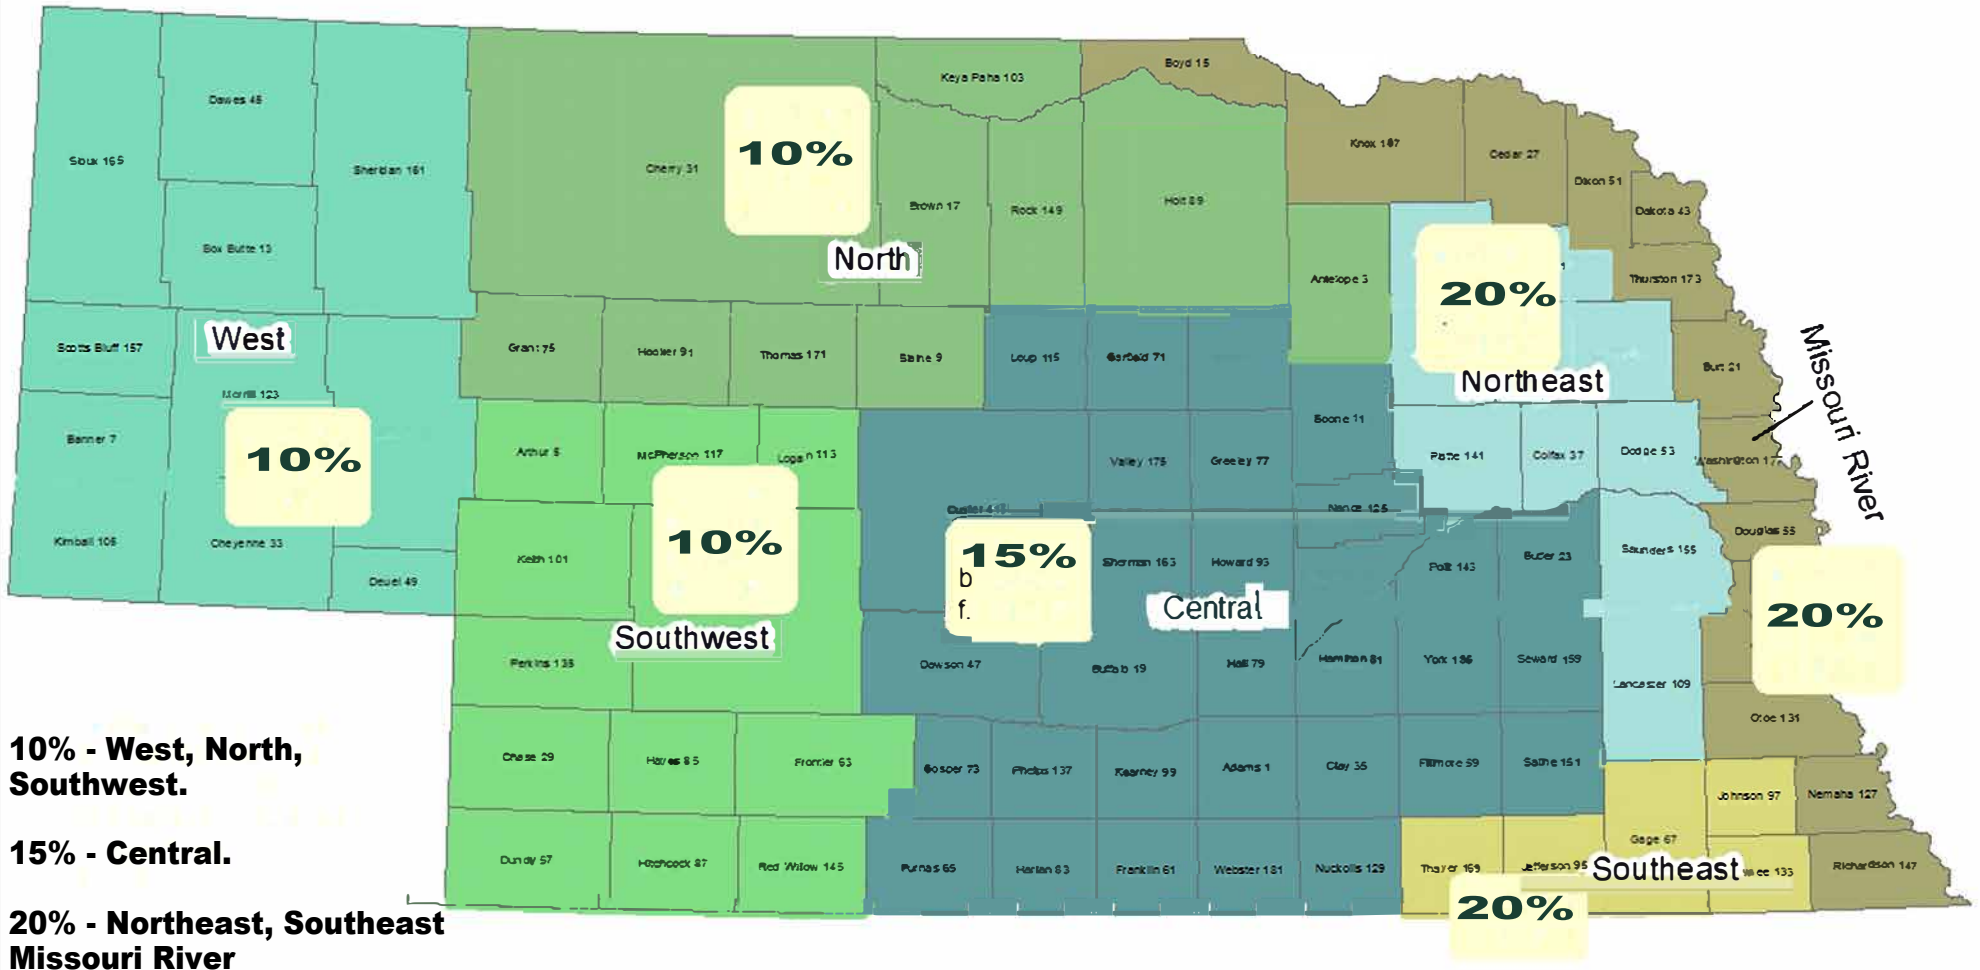 Boyd 15
Keya Paha 103
Dawes 45
Knox 107
Cedar 27
Sioux 165
Sheridan 161
Cherry 31
10%
Dixon 51
Brown 17
Rock 149
Holt 89
Dakota 43
Box Butte 13
North
Antelope 3
Thurston 173
20%
West
Scotts Bluff 157
Grant 75
Hooker 91
Thomas 171
Blaine 9
Loup 115
Garfield 71
Northeast
Burt 21
Missouri River
Morrill 123
Banner 7
10%
Arthur 5
McPherson 117
Logan 113
Valley 175
Greeley 77
Boone 11
Platte 141
Colfax 37
Dodge 53
Washington 177
Custer 41
Nance 125
Douglas 55
Kimball 105
Cheyenne 33
Deuel 49
Keith 101
10%
15%
b
f.
Sherman 163
Howard 93
Polk 143
Butler 23
Saunders 155
Central
20%
Southwest
Perkins 135
Dawson 47
Buffalo 19
Hall 79
Hamilton 81
York 185
Seward 159
Lancaster 109
Otoe 131
10% - West, North,
Southwest.
Chase 29
Hayes 85
Frontier 63
Gosper 73
Phelps 137
Kearney 99
Adams 1
Clay 35
Fillmore 59
Saline 151
Johnson 97
Nemaha 127
15% - Central.
Dundy 57
Hitchcock 87
Red Willow 145
Furnas 65
Harlan 83
Franklin 61
Webster 181
Nuckolls 129
Thayer 169
Jefferson 95
Gage 67
Southeast
nee 133
Richardson 147
20%
20% - Northeast, Southeast
Missouri River